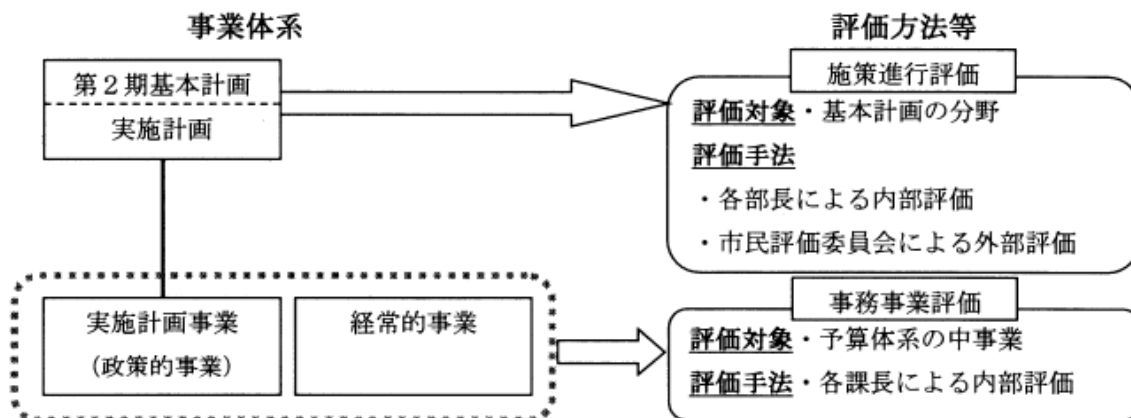 事業体系
評価方法等
第2期基本計画
実施計画
施策進行評価
評価対象・基本計画の分野
評価手法
・各部長による内部評価
・市民評価委員会による外部評価
実施計画事業
(政策的事業)
経常的事業
事務事業評価
評価対象・予算体系の中事業
評価手法・各課長による内部評価